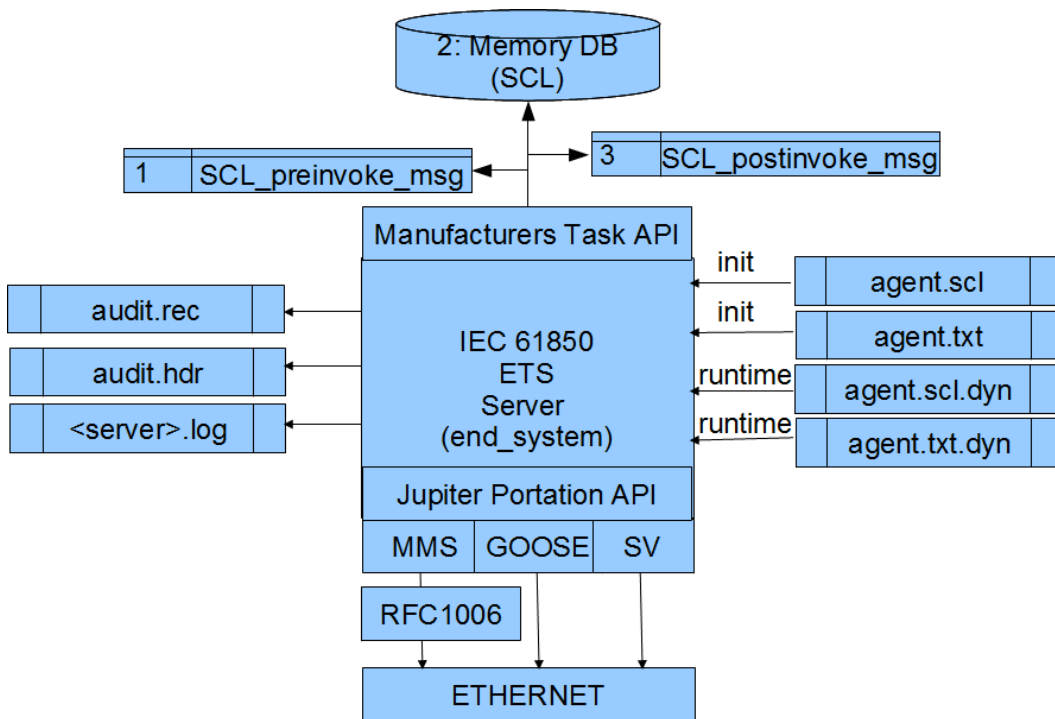 2: Memory DB
(SCL)
1 SCL_preinvoke_msg
3 SCL_postinvoke_msg
Manufacturers Task API
init
agent.scl
audit.rec
init
agent.txt
IEC 61850
ETS
Server
(end_system)
audit.hdr
runtime
agent.scl.dyn
<server>.log
runtime
agent.txt.dyn
Jupiter Portation API
MMS GOOSE SV
RFC1006
ETHERNET